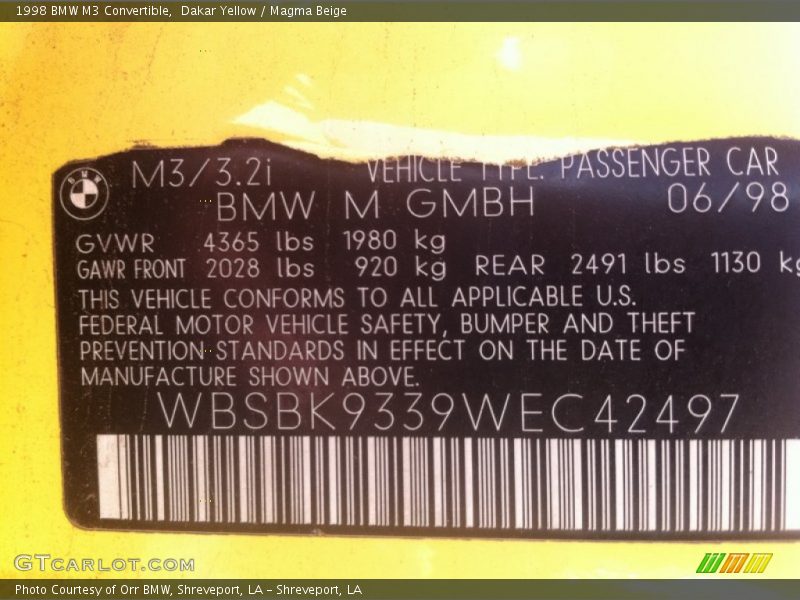 1998 BMW M3 Convertible, Dakar Yellow / Magma Beige
BMW
M3/3.2i VEHICLE TYPE: PASSENGER CAR
BMW M GMBH 06/98
GVWR 4365 lbs 1980 kg
GAWR FRONT 2028 lbs 920 kg REAR 2491 lbs 1130 kg
THIS VEHICLE CONFORMS TO ALL APPLICABLE U.S.
FEDERAL MOTOR VEHICLE SAFETY, BUMPER AND THEFT
PREVENTION STANDARDS IN EFFECT ON THE DATE OF
MANUFACTURE SHOWN ABOVE.
WBSBK9339WEC42497
GTCARLOT.COM
Photo Courtesy of Orr BMW, Shreveport, LA - Shreveport, LA